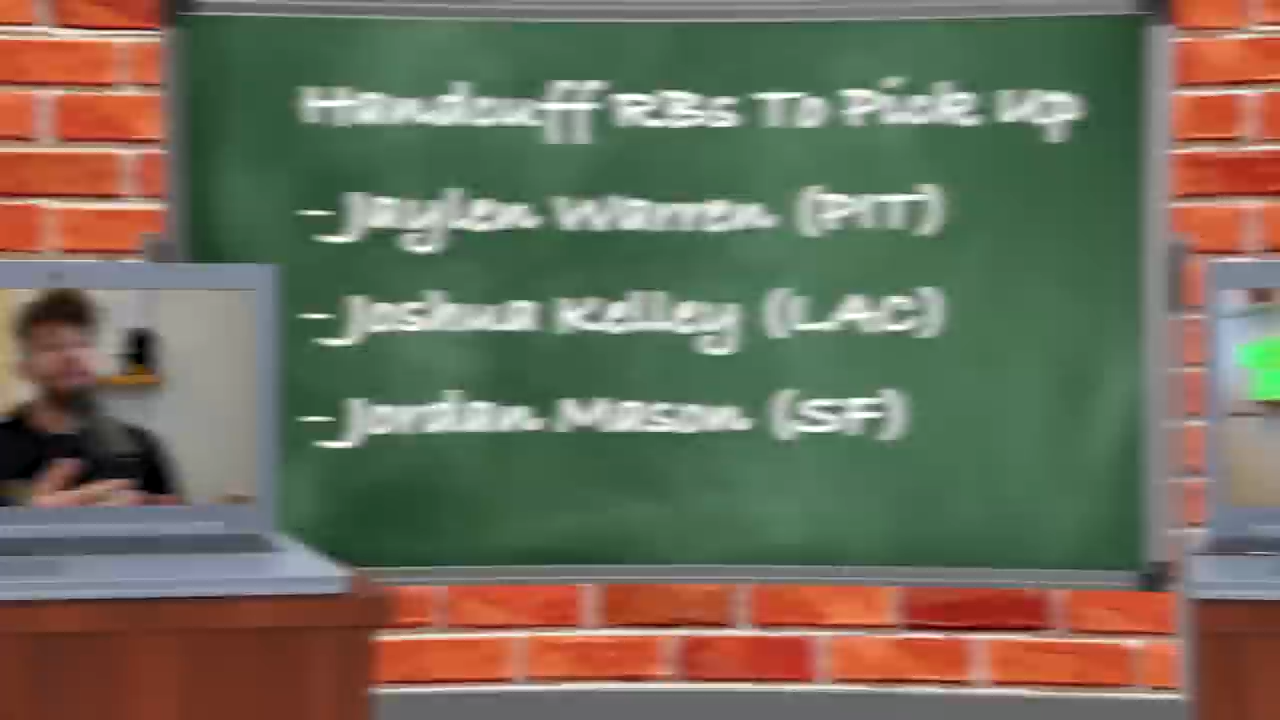 Handcuff RBs To Pick Up
- Jaylen Warren (PIT)
- Joshua Kelley (LAC)
- Jordan Mason (SF)